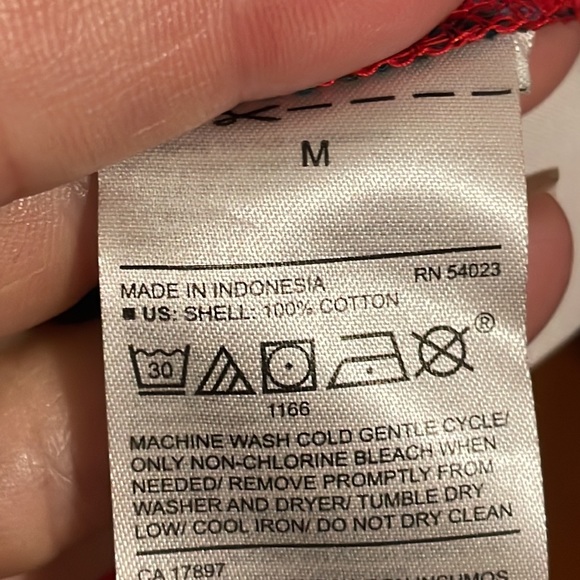 M
RN 54023
MADE IN INDONESIA
■ US: SHELL: 100% COTTON
30
®
1166
MACHINE WASH COLD GENTLE CYCLE/
ONLY NON-CHLORINE BLEACH WHEN
NEEDED/ REMOVE PROMPTLY FROM
WASHER AND DRYER/ TUMBLE DRY
LOW/ COOL IRON/ DO NOT DRY CLEAN
CA 17897